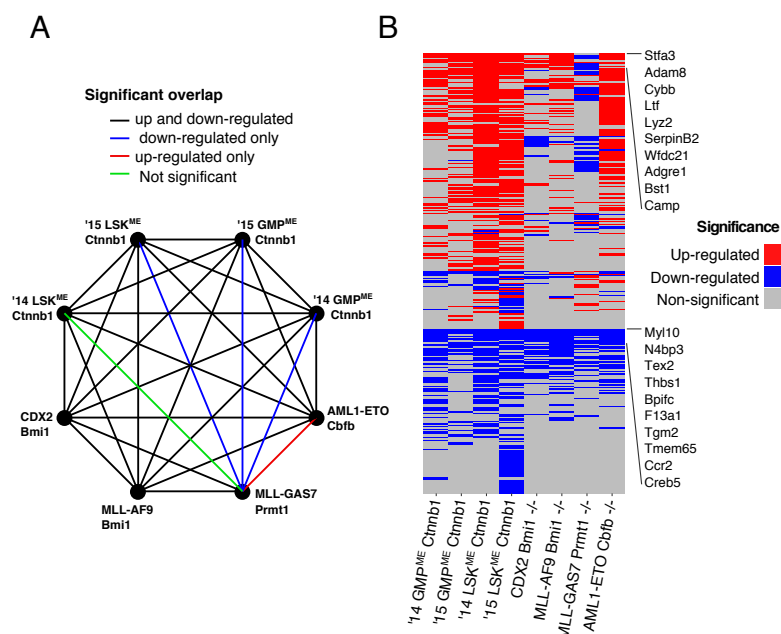 A
Significant overlap
up and down-regulated
down-regulated only
up-regulated only
Not significant
'15 LSKᴹᴱ
Ctnnb1
'15 GMPᴹᴱ
Ctnnb1
'14 LSKᴹᴱ
Ctnnb1
'14 GMPᴹᴱ
Ctnnb1
CDX2
Bmi1
AML1-ETO
Cbfb
MLL-AF9
Bmi1
MLL-GAS7
Prmt1
B
Stfa3
Adam8
Cybb
Ltf
Lyz2
SerpinB2
Wfdc21
Adgre1
Bst1
Camp
Significance
Up-regulated
Down-regulated
Non-significant
Myl10
N4bp3
Tex2
Thbs1
Bpifc
F13a1
Tgm2
Tmem65
Ccr2
Creb5
'14 GMPᴹᴱ Ctnnb1
'15 GMPᴹᴱ Ctnnb1
'14 LSKᴹᴱ Ctnnb1
'15 LSKᴹᴱ Ctnnb1
CDX2 Bmi1 -/-
MLL-AF9 Bmi1 -/-
MLL-GAS7 Prmt1 -/-
AML1-ETO Cbfb -/-